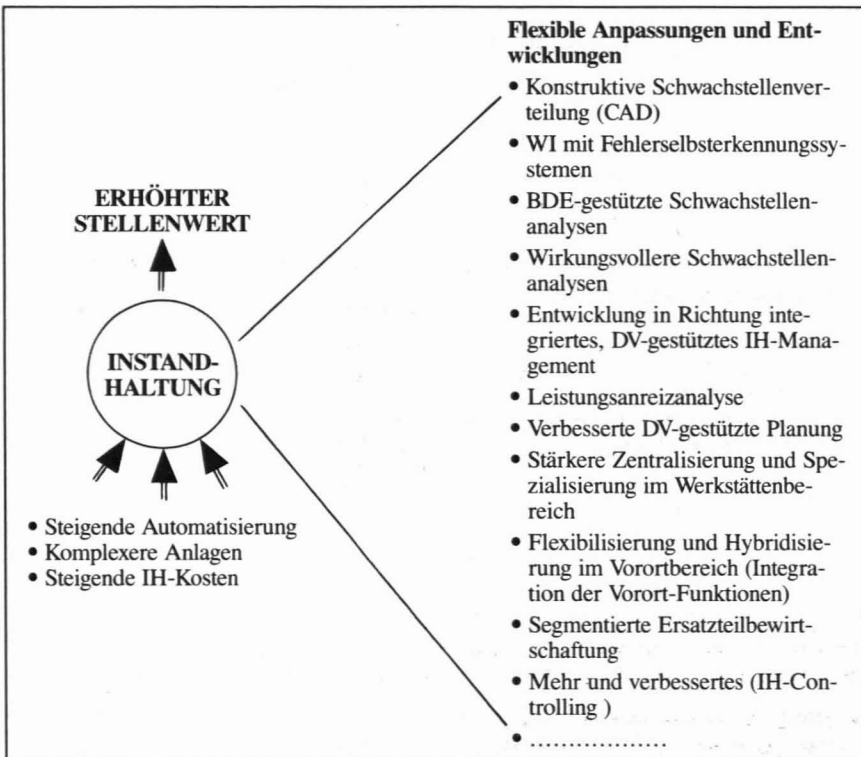 ERHÖHTER
STELLENWERT
INSTAND-
HALTUNG
• Steigende Automatisierung
• Komplexere Anlagen
• Steigende IH-Kosten
Flexible Anpassungen und Ent-
wicklungen
• Konstruktive Schwachstellenver-
teilung (CAD)
• WI mit Fehlerselbsterkennungssy-
stemen
• BDE-gestützte Schwachstellen-
analysen
• Wirkungsvollere Schwachstellen-
analysen
• Entwicklung in Richtung inte-
griertes, DV-gestütztes IH-Mana-
gement
• Leistungsanreizanalyse
• Verbesserte DV-gestützte Planung
• Stärkere Zentralisierung und Spe-
zialisierung im Werkstättenbe-
reich
• Flexibilisierung und Hybridisie-
rung im Vorortbereich (Integra-
tion der Vorort-Funktionen)
• Segmentierte Ersatzteilbewirt-
schaftung
• Mehr und verbessertes (IH-Con-
trolling )
• ..................